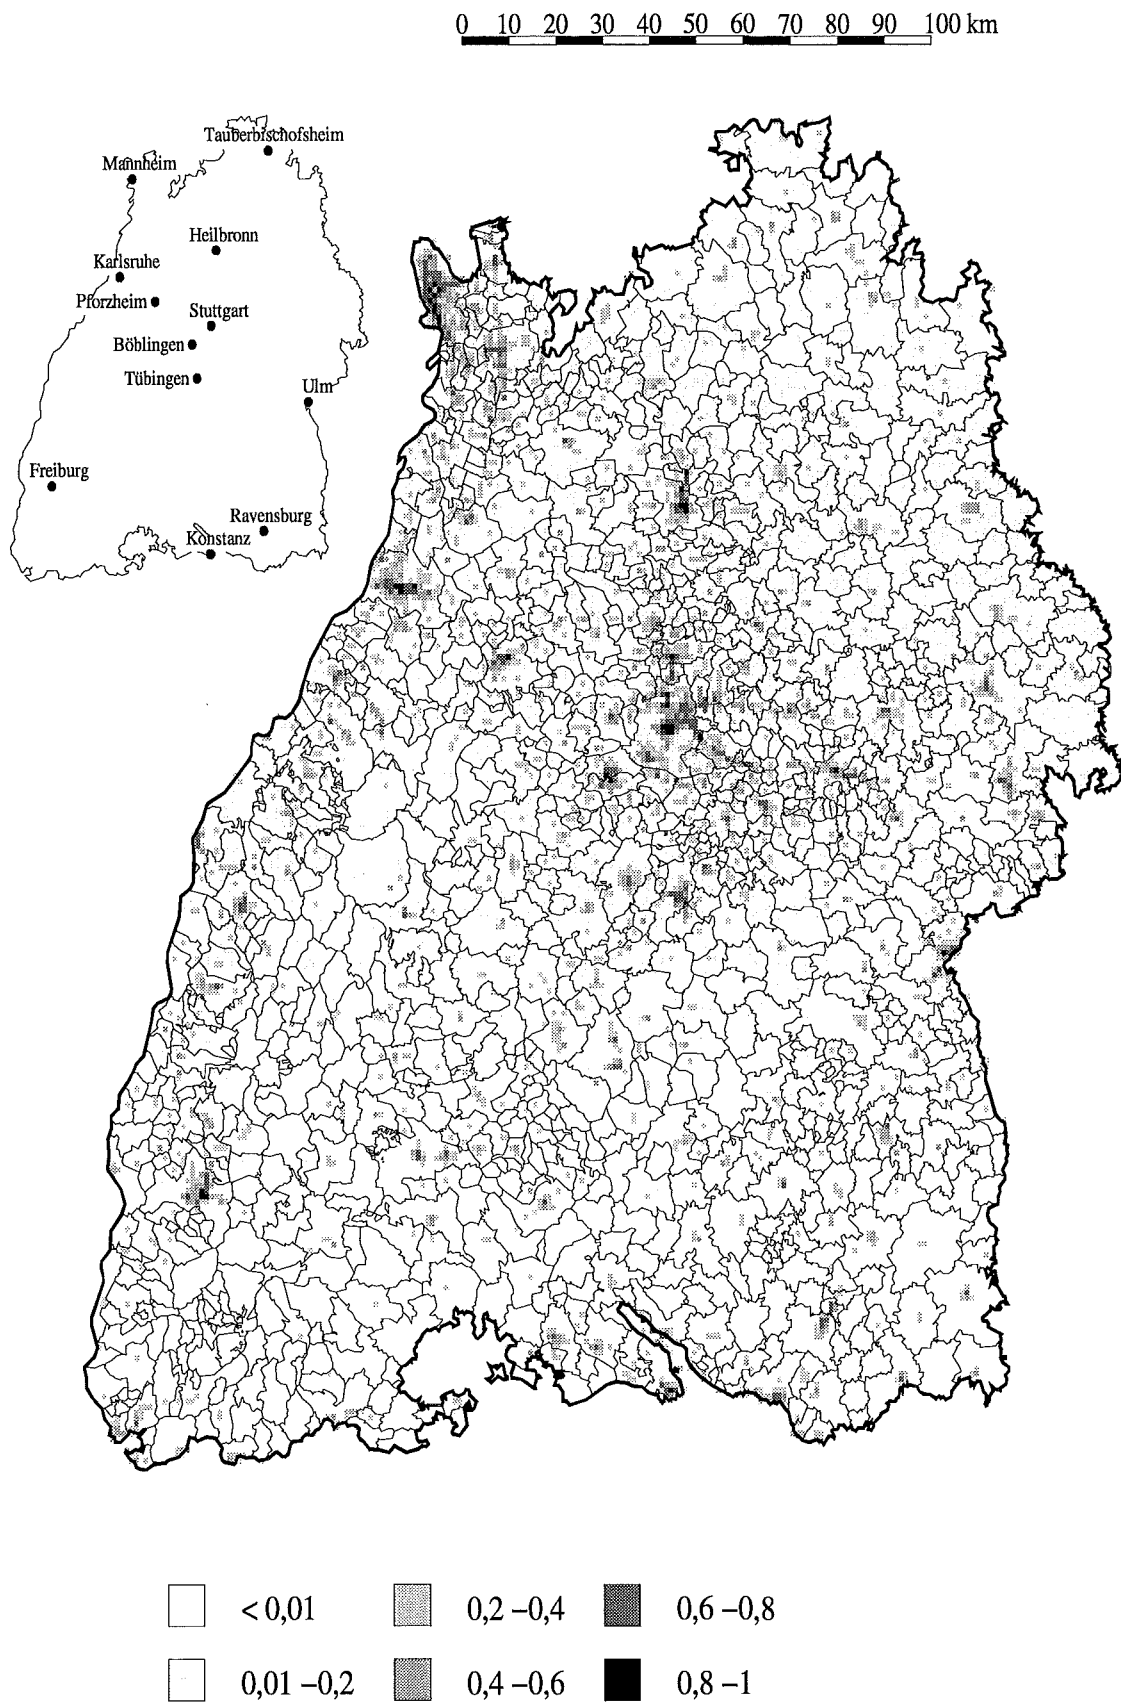 0 10 20 30 40 50 60 70 80 90 100 km
Tauberbischofsheim
Mannheim
Heilbronn
Karlsruhe
Pforzheim
Stuttgart
Böblingen
Tübingen
Ulm
Freiburg
Ravensburg
Konstanz
< 0,01
0,2 –0,4
0,6 –0,8
0,01 –0,2
0,4 –0,6
0,8 –1